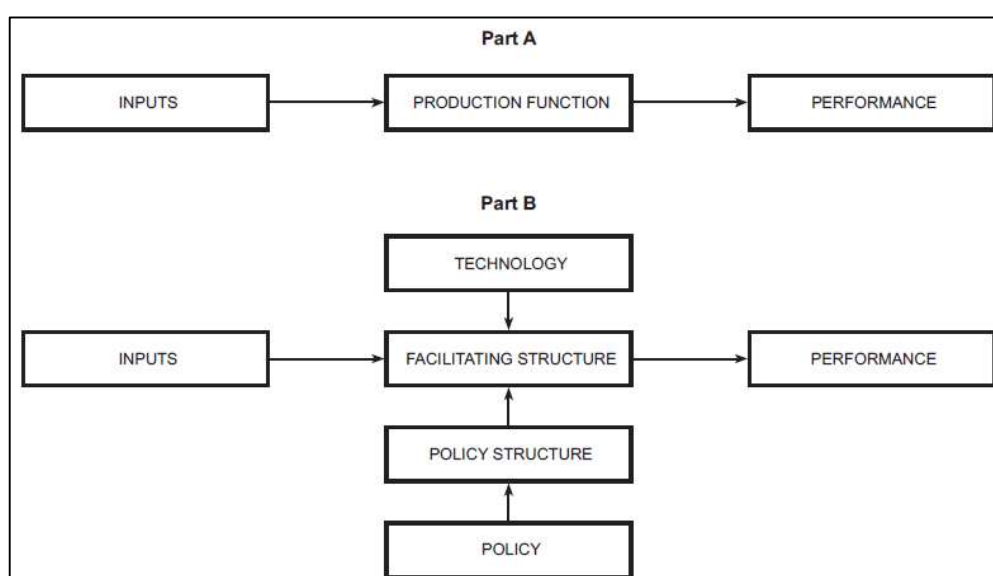 Part A
INPUTS
PRODUCTION FUNCTION
PERFORMANCE
Part B
TECHNOLOGY
INPUTS
FACILITATING STRUCTURE
PERFORMANCE
POLICY STRUCTURE
POLICY